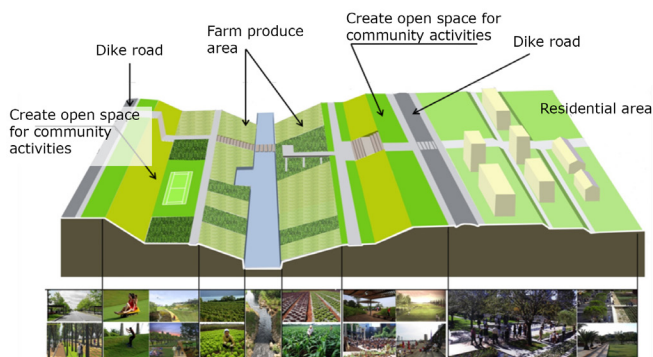 Dike road
Farm produce
area
Create open space for
community activities
Dike road
Create open space
for community
activities
Residential area